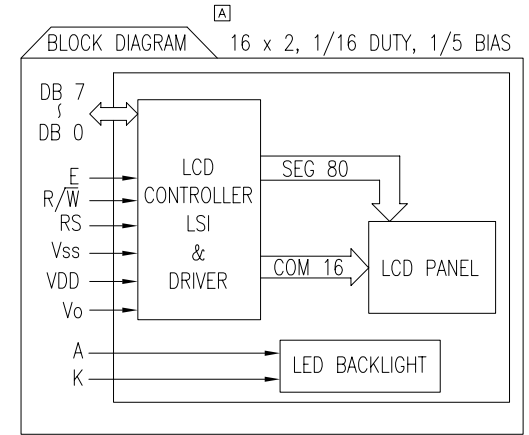 A
BLOCK DIAGRAM
16 x 2, 1/16 DUTY, 1/5 BIAS
DB 7
∫
DB 0
E
R/W̅
RS
Vss
VDD
Vo
A
K
LCD
CONTROLLER
LSI
&
DRIVER
SEG 80
COM 16
LCD PANEL
LED BACKLIGHT